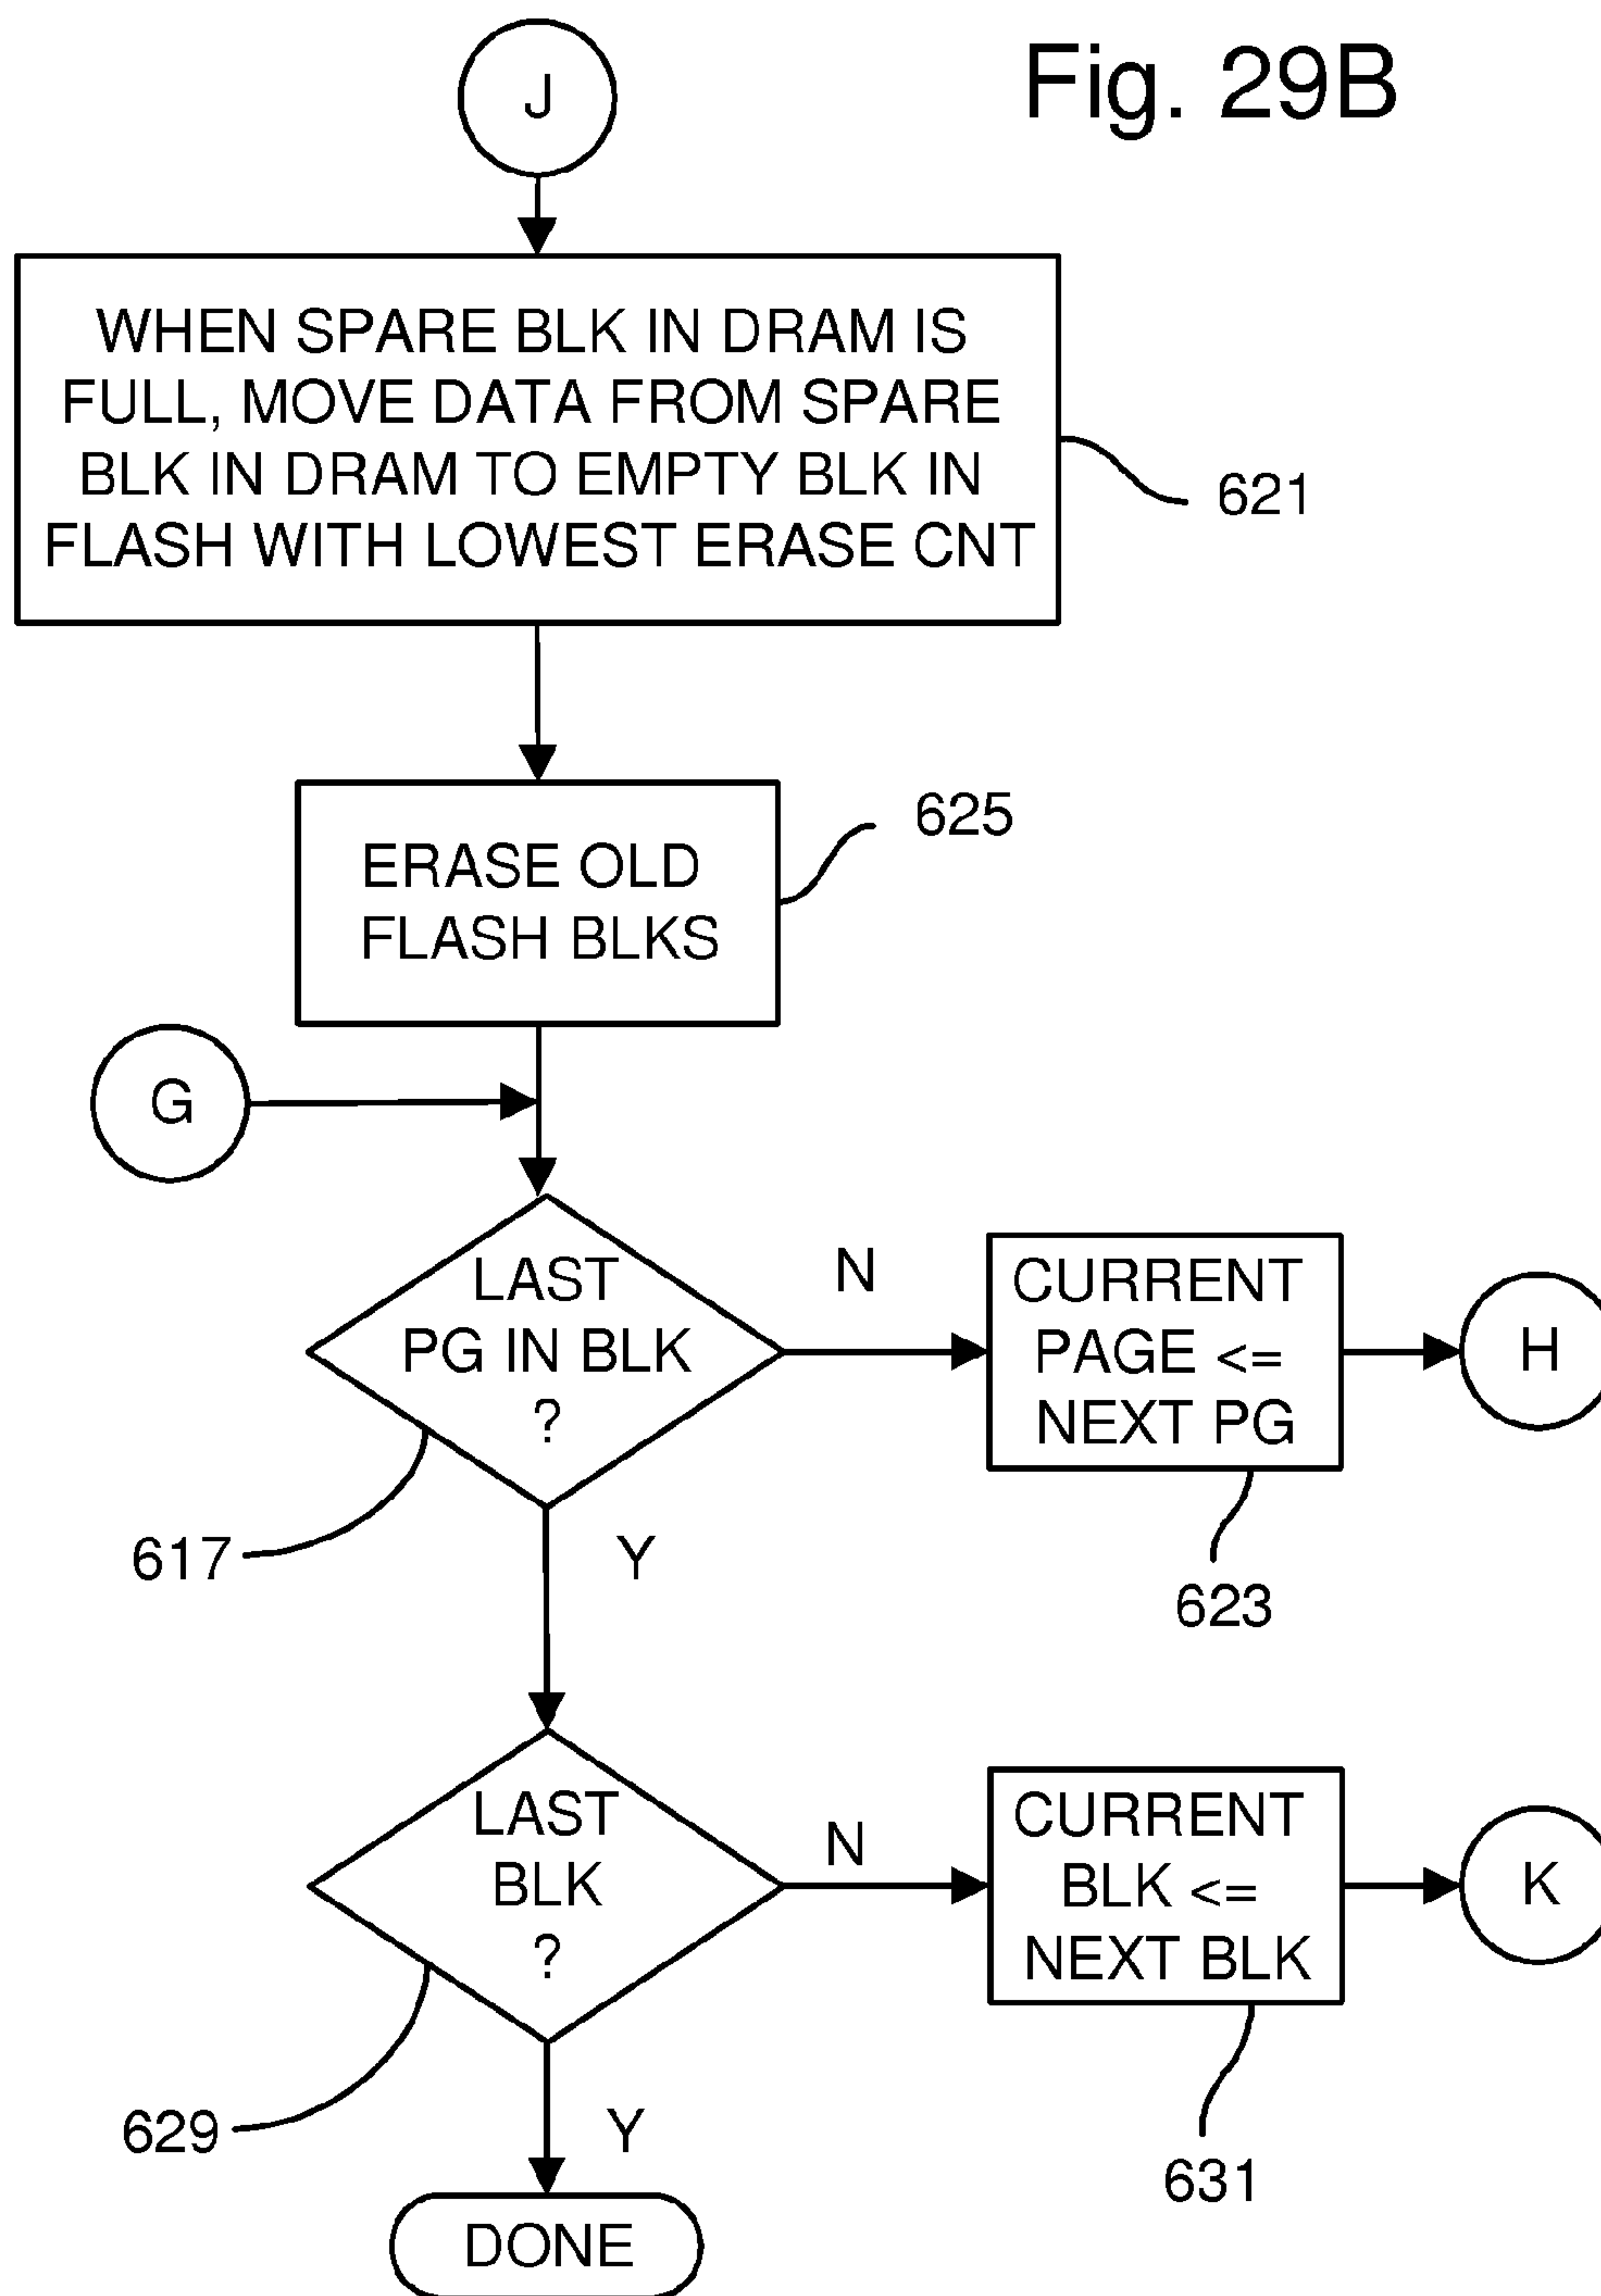 Fig. 29B
J
WHEN SPARE BLK IN DRAM IS
FULL, MOVE DATA FROM SPARE
BLK IN DRAM TO EMPTY BLK IN
FLASH WITH LOWEST ERASE CNT
621
ERASE OLD
FLASH BLKS
625
G
LAST
PG IN BLK
?
617
N
CURRENT
PAGE <=
NEXT PG
623
H
Y
LAST
BLK
?
629
N
CURRENT
BLK <=
NEXT BLK
631
K
Y
DONE